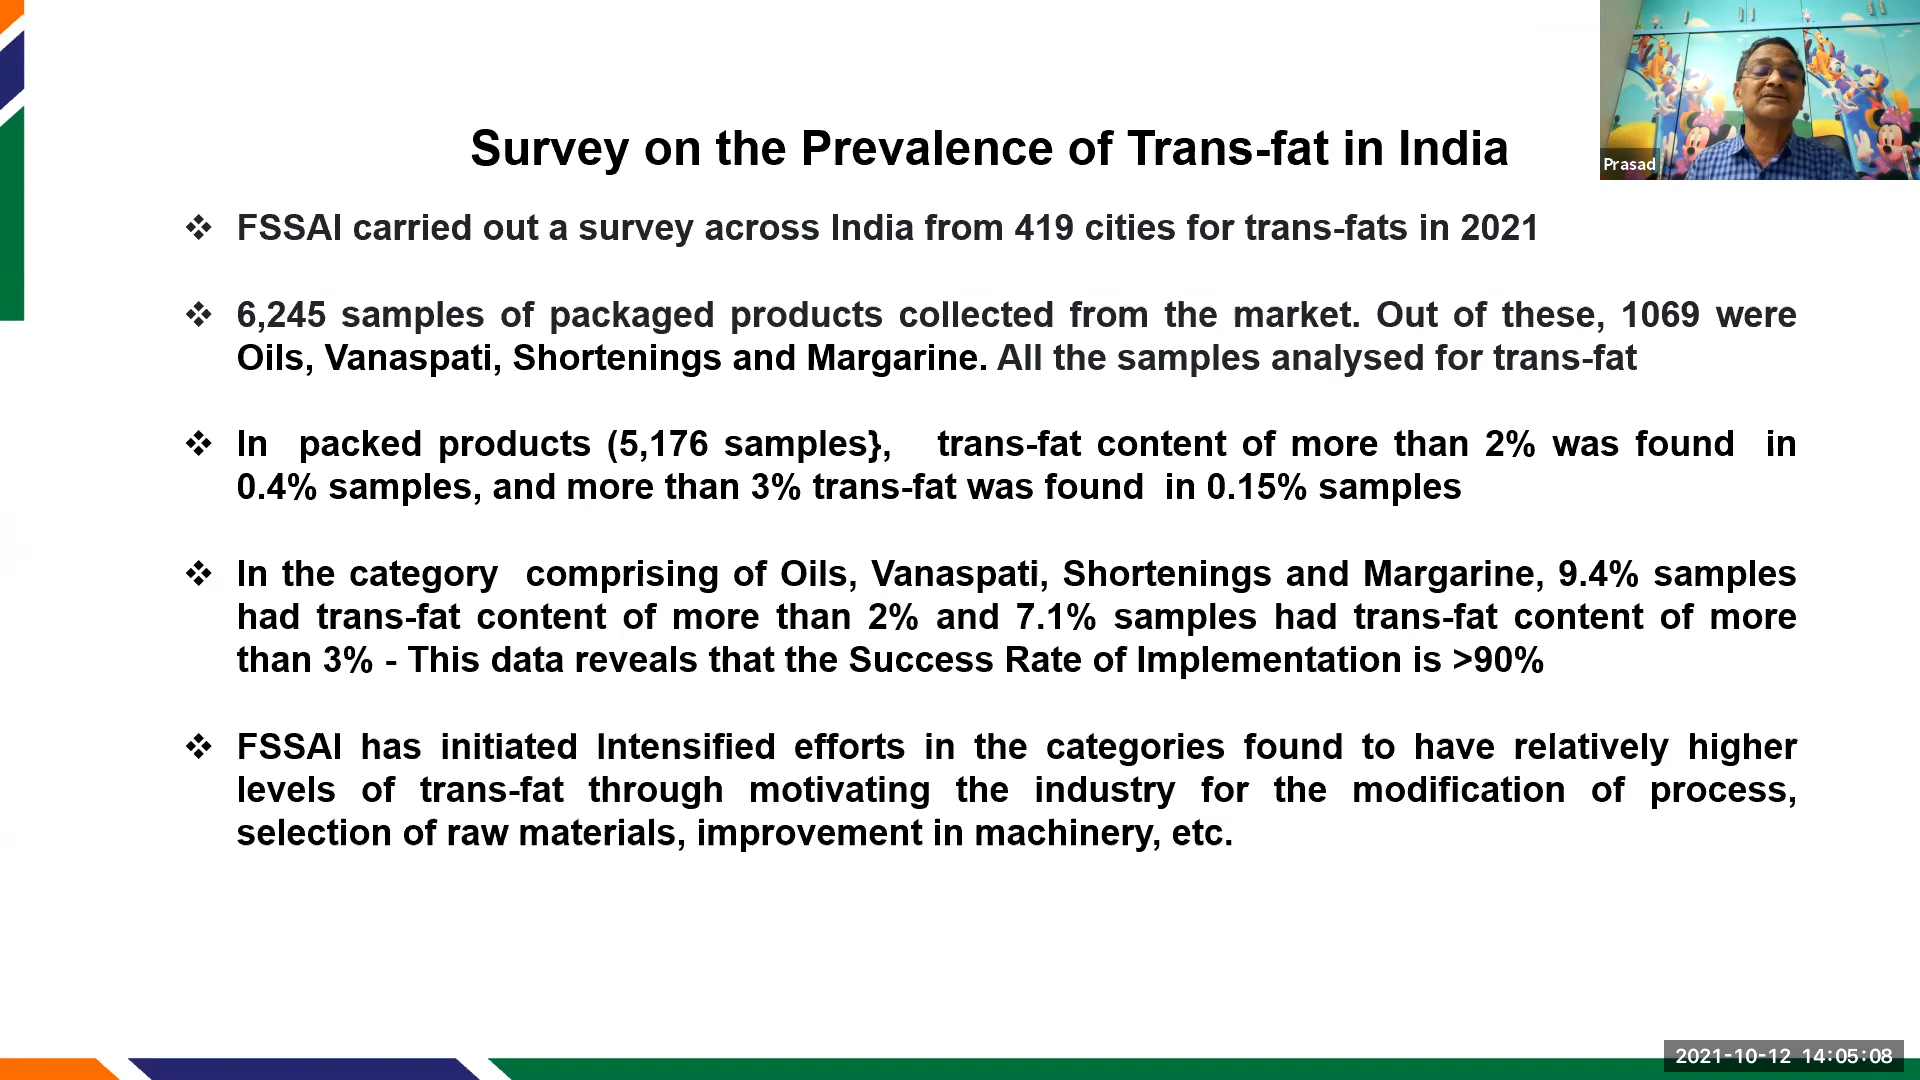 Survey on the Prevalence of Trans-fat in India
Prasad
❖ FSSAI carried out a survey across India from 419 cities for trans-fats in 2021
❖ 6,245 samples of packaged products collected from the market. Out of these, 1069 were
Oils, Vanaspati, Shortenings and Margarine. All the samples analysed for trans-fat
❖ In packed products (5,176 samples}, trans-fat content of more than 2% was found in
0.4% samples, and more than 3% trans-fat was found in 0.15% samples
❖ In the category comprising of Oils, Vanaspati, Shortenings and Margarine, 9.4% samples
had trans-fat content of more than 2% and 7.1% samples had trans-fat content of more
than 3% - This data reveals that the Success Rate of Implementation is >90%
❖ FSSAI has initiated Intensified efforts in the categories found to have relatively higher
levels of trans-fat through motivating the industry for the modification of process,
selection of raw materials, improvement in machinery, etc.
2021-10-12 14:05:08